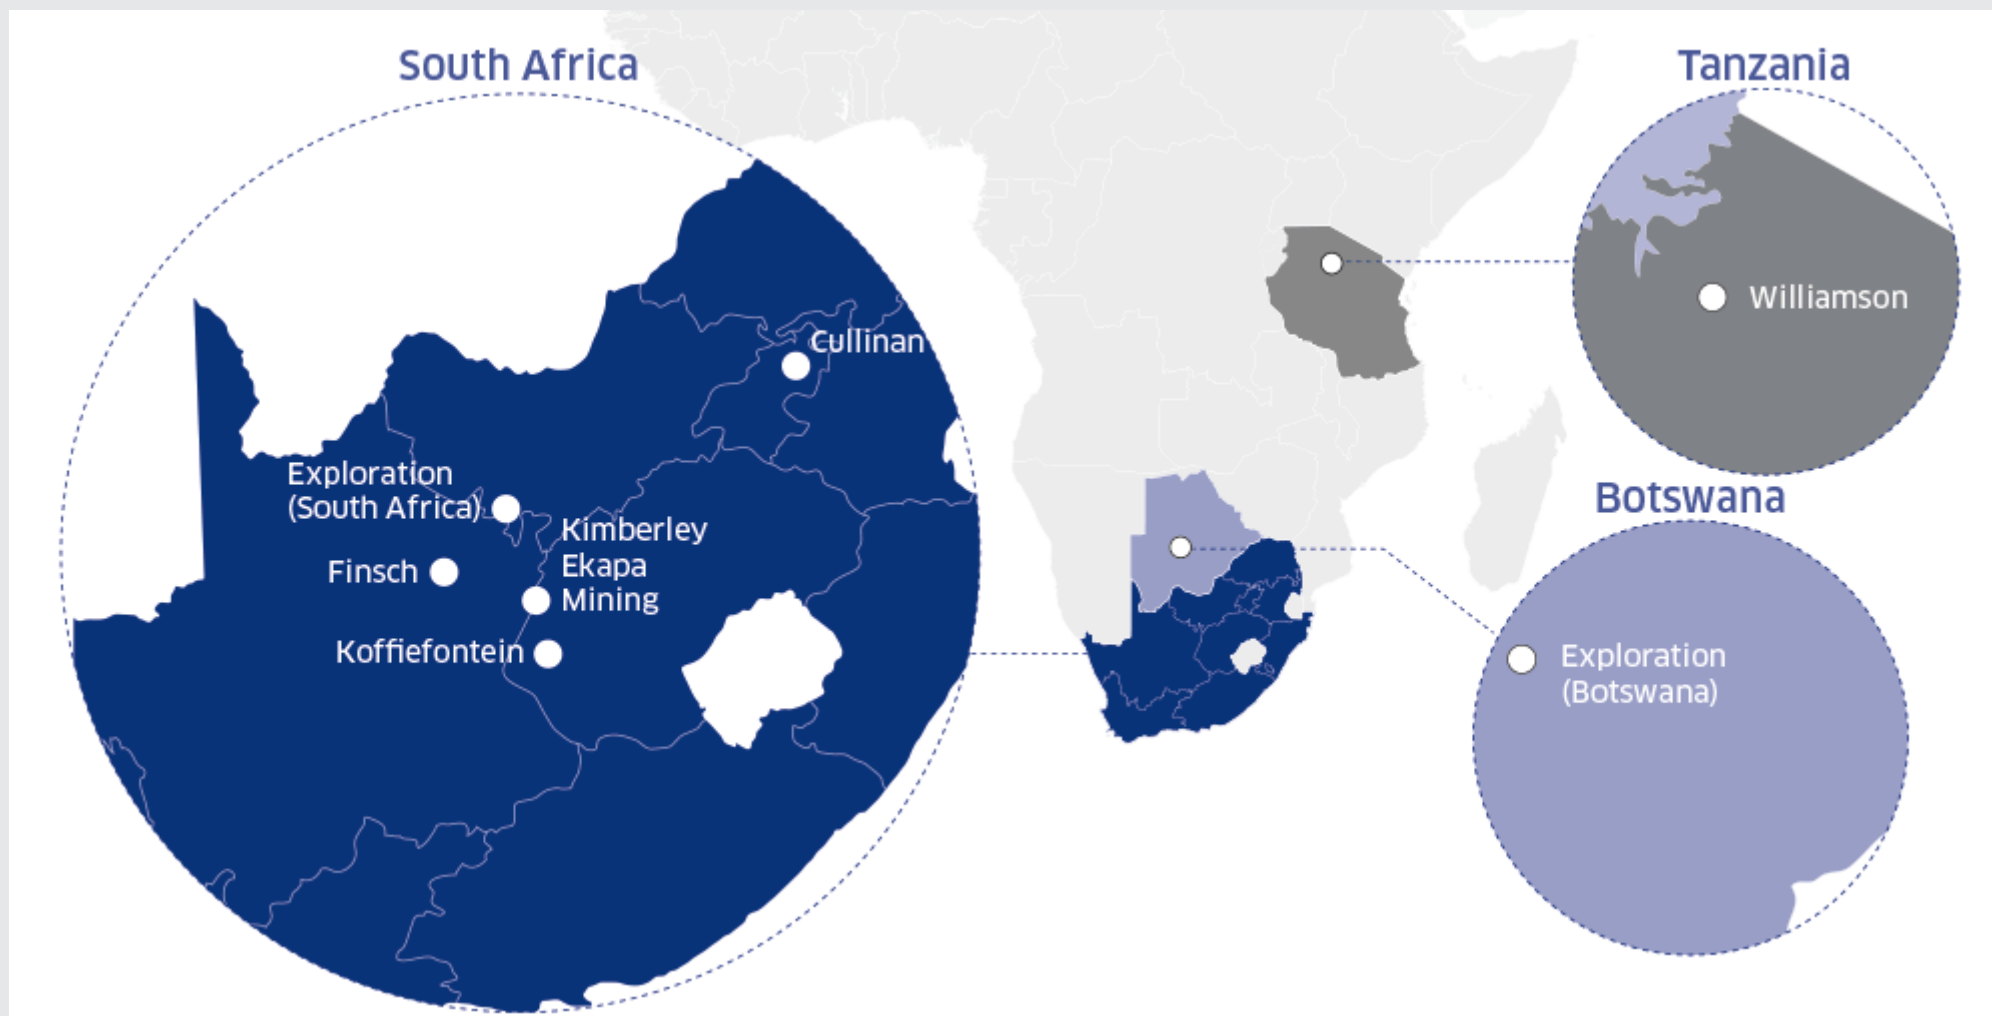 South Africa
Cullinan
Exploration
(South Africa)
Kimberley
Ekapa
Mining
Finsch
Koffiefontein
Tanzania
Williamson
Botswana
Exploration
(Botswana)